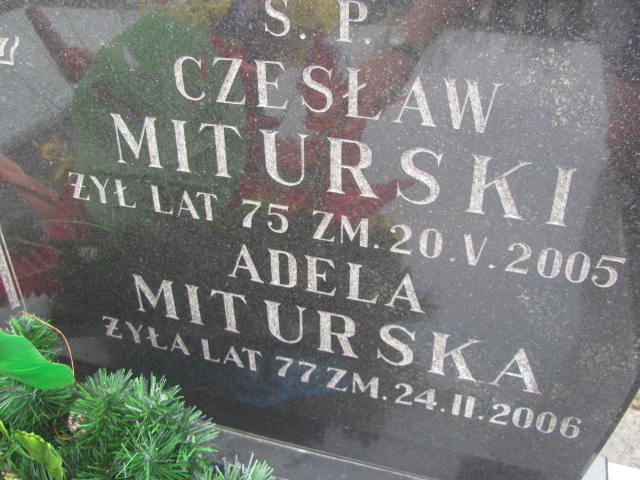 Ś. P.
CZESŁAW
MITURSKI
ŻYŁ LAT 75 ZM. 20.V.2005
ADELA
MITURSKA
ŻYŁA LAT 77 ZM. 24.II.2006